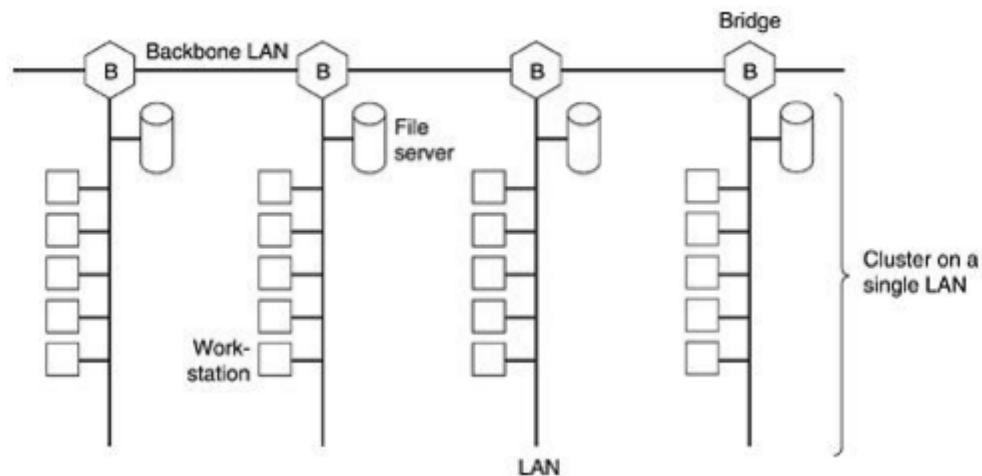 Bridge
Backbone LAN
B
B
B
B
File
server
Cluster on a
single LAN
Work-
station
LAN